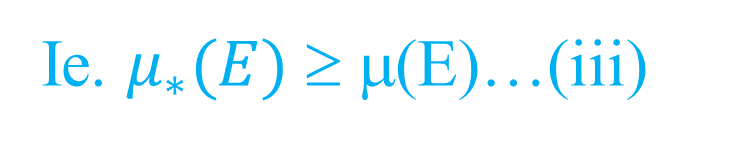 Ie. 𝜇∗(𝐸) ≥ μ(E)…(iii)